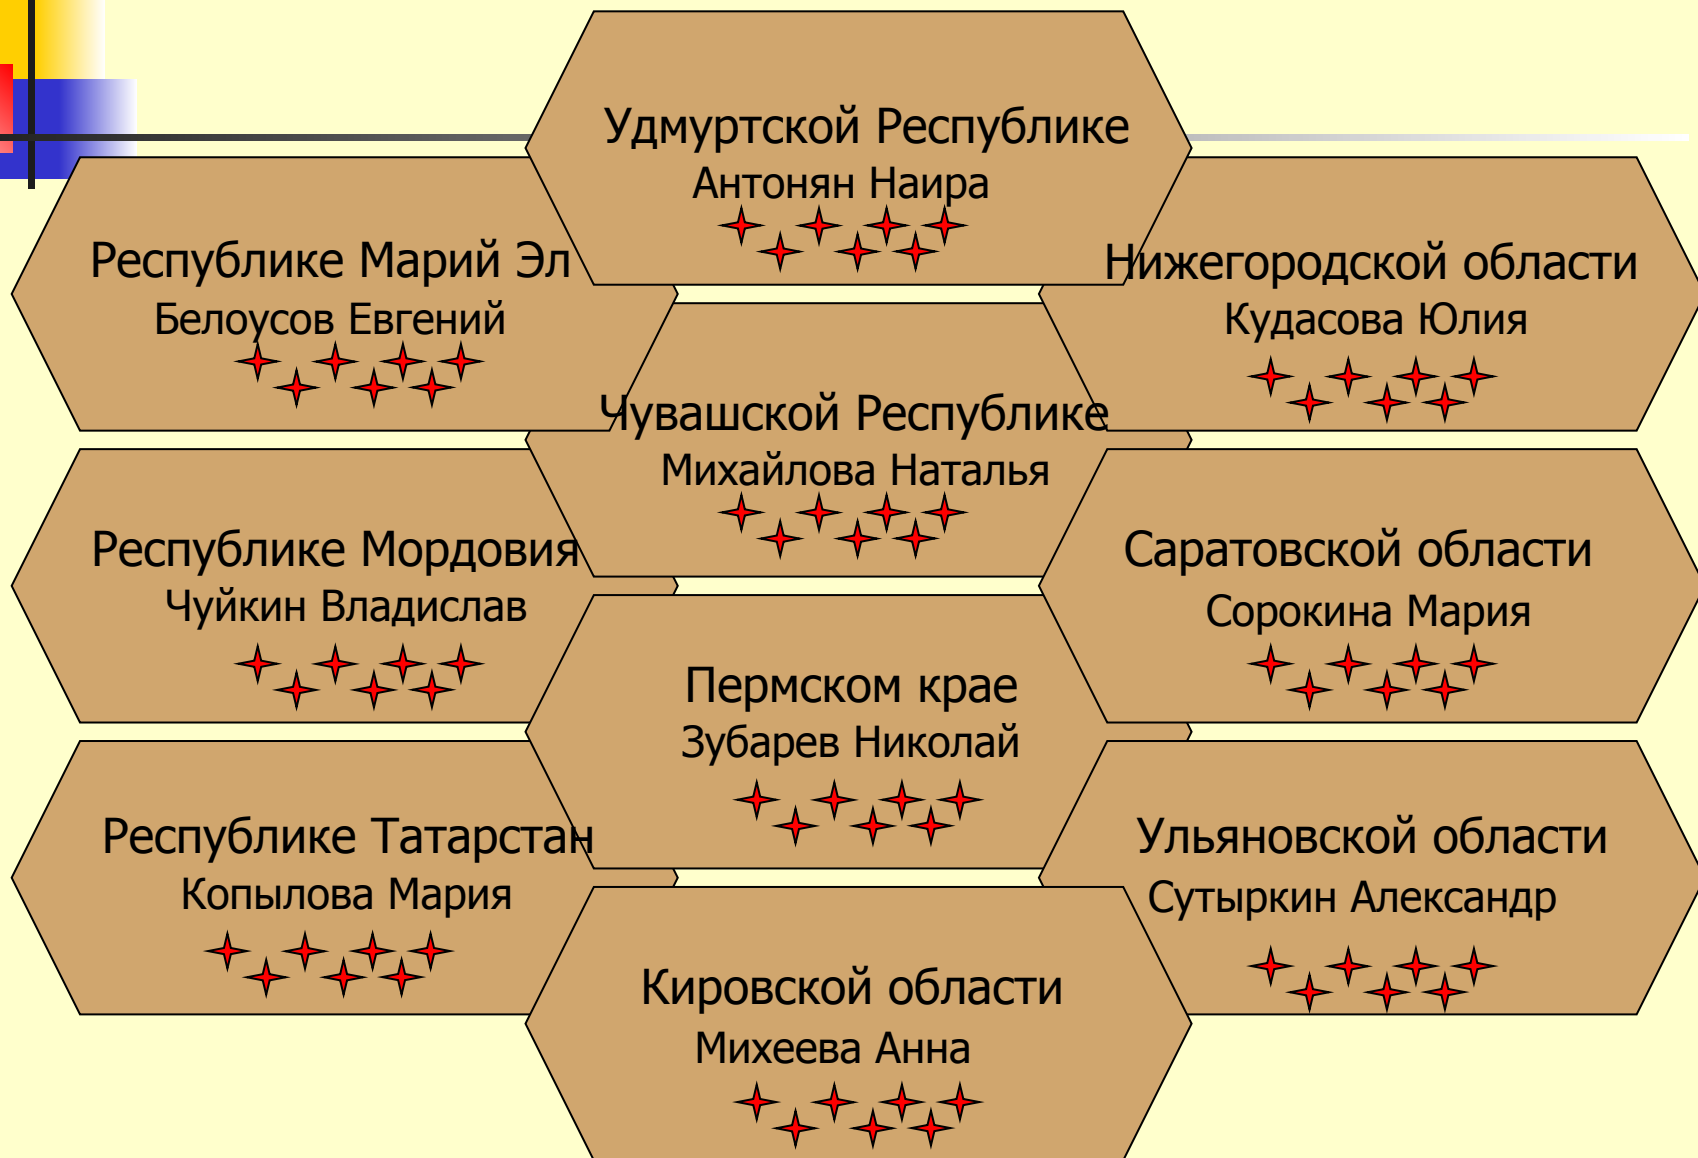 Удмуртской Республике
Антонян Наира
Республике Марий Эл
Белоусов Евгений
Нижегородской области
Кудасова Юлия
Чувашской Республике
Михайлова Наталья
Республике Мордовия
Чуйкин Владислав
Саратовской области
Сорокина Мария
Пермском крае
Зубарев Николай
Республике Татарстан
Копылова Мария
Ульяновской области
Сутыркин Александр
Кировской области
Михеева Анна